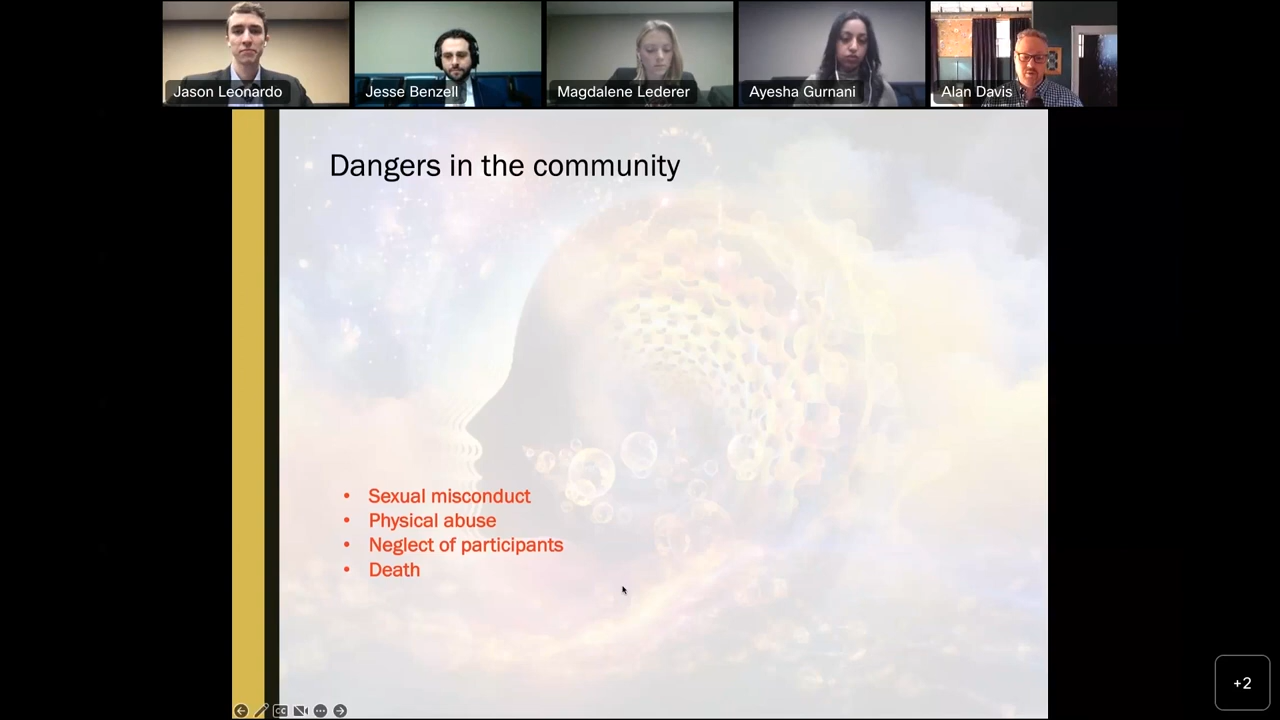 Jason Leonardo
Jesse Benzell
Magdalene Lederer
Ayesha Gurnani
Alan Davis
Dangers in the community
• Sexual misconduct
• Physical abuse
• Neglect of participants
• Death
CC
+2